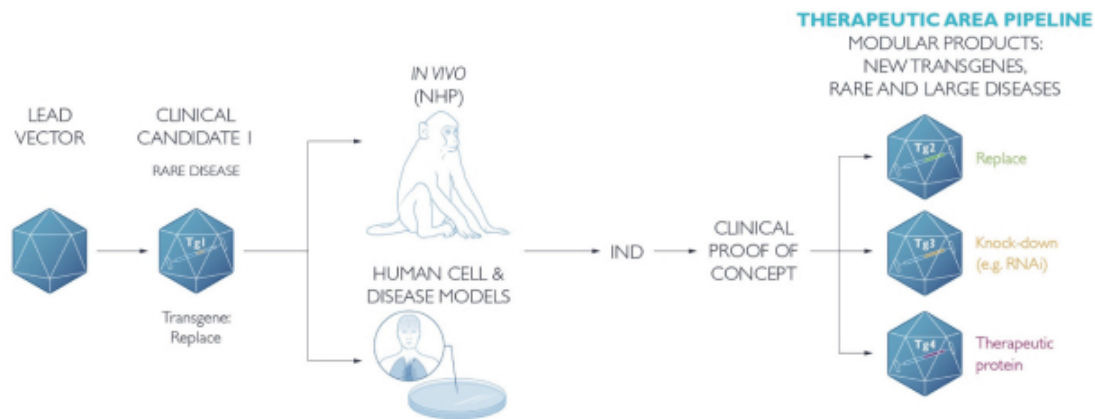 LEAD
VECTOR
CLINICAL
CANDIDATE 1
RARE DISEASE
Tg1
Transgene:
Replace
IN VIVO
(NHP)
HUMAN CELL &
DISEASE MODELS
IND
CLINICAL
PROOF OF
CONCEPT
THERAPEUTIC AREA PIPELINE
MODULAR PRODUCTS:
NEW TRANSGENES,
RARE AND LARGE DISEASES
Tg2
Replace
Tg3
Knock-down
(e.g. RNAi)
Tg4
Therapeutic
protein